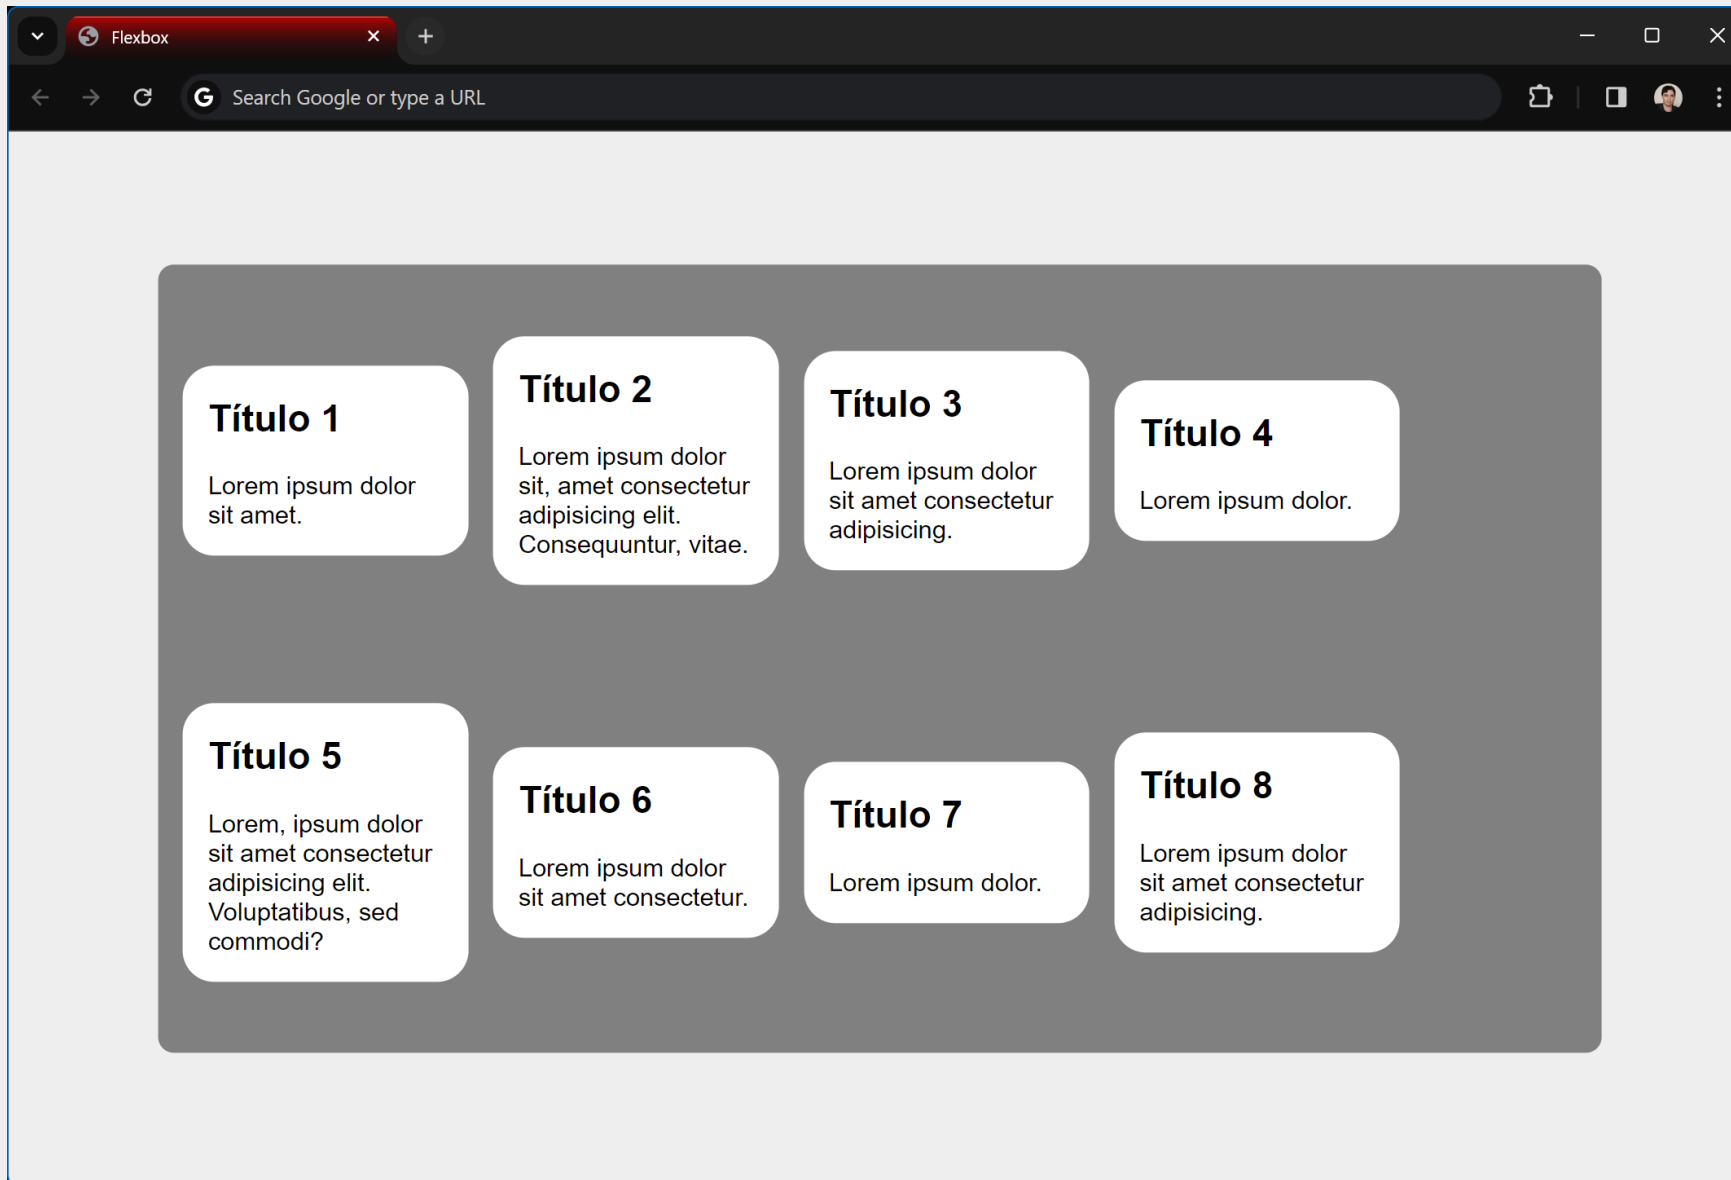 Flexbox
Search Google or type a URL
Título 1
Lorem ipsum dolor
sit amet.
Título 2
Lorem ipsum dolor
sit, amet consectetur
adipisicing elit.
Consequuntur, vitae.
Título 3
Lorem ipsum dolor
sit amet consectetur
adipisicing.
Título 4
Lorem ipsum dolor.
Título 5
Lorem, ipsum dolor
sit amet consectetur
adipisicing elit.
Voluptatibus, sed
commodi?
Título 6
Lorem ipsum dolor
sit amet consectetur.
Título 7
Lorem ipsum dolor.
Título 8
Lorem ipsum dolor
sit amet consectetur
adipisicing.